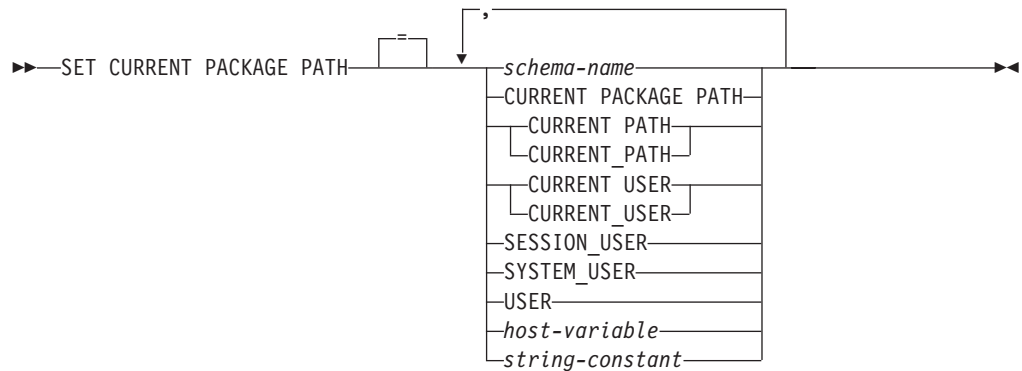 ,
=
SET CURRENT PACKAGE PATH schema-name
CURRENT PACKAGE PATH
CURRENT PATH
CURRENT_PATH
CURRENT USER
CURRENT_USER
SESSION_USER
SYSTEM_USER
USER
host-variable
string-constant